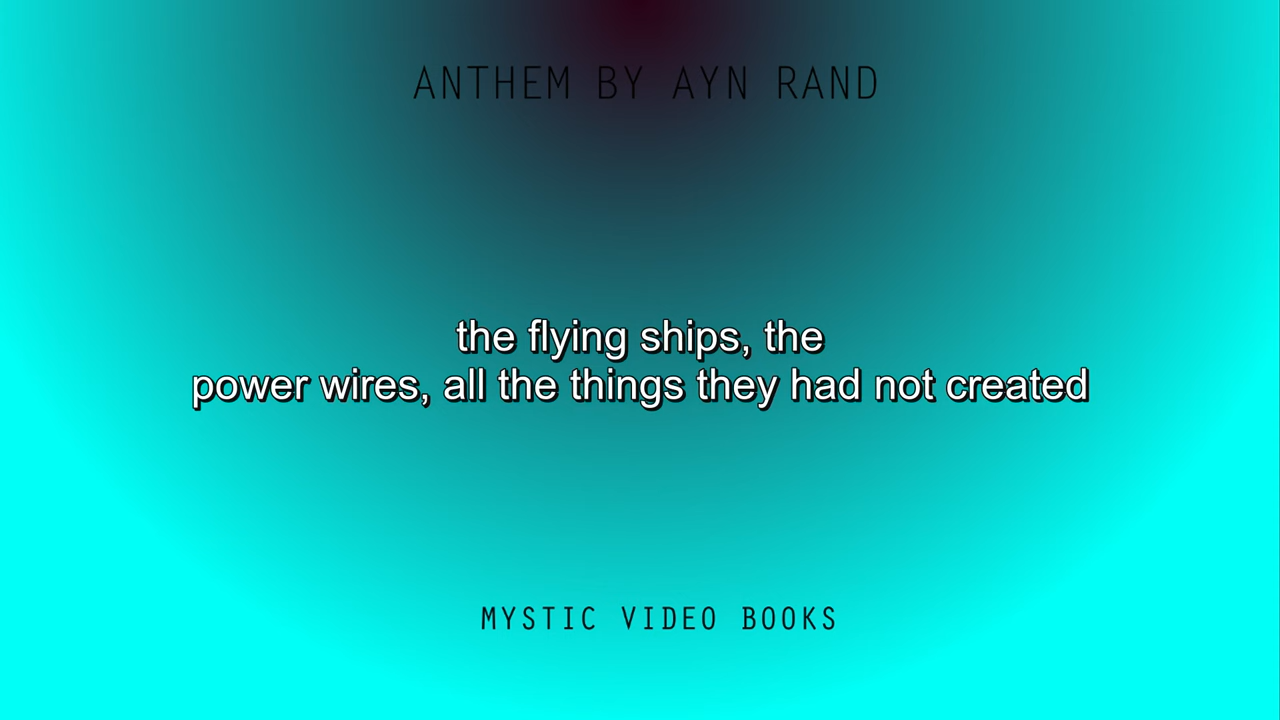 ANTHEM BY AYN RAND
the flying ships, the
power wires, all the things they had not created
MYSTIC VIDEO BOOKS